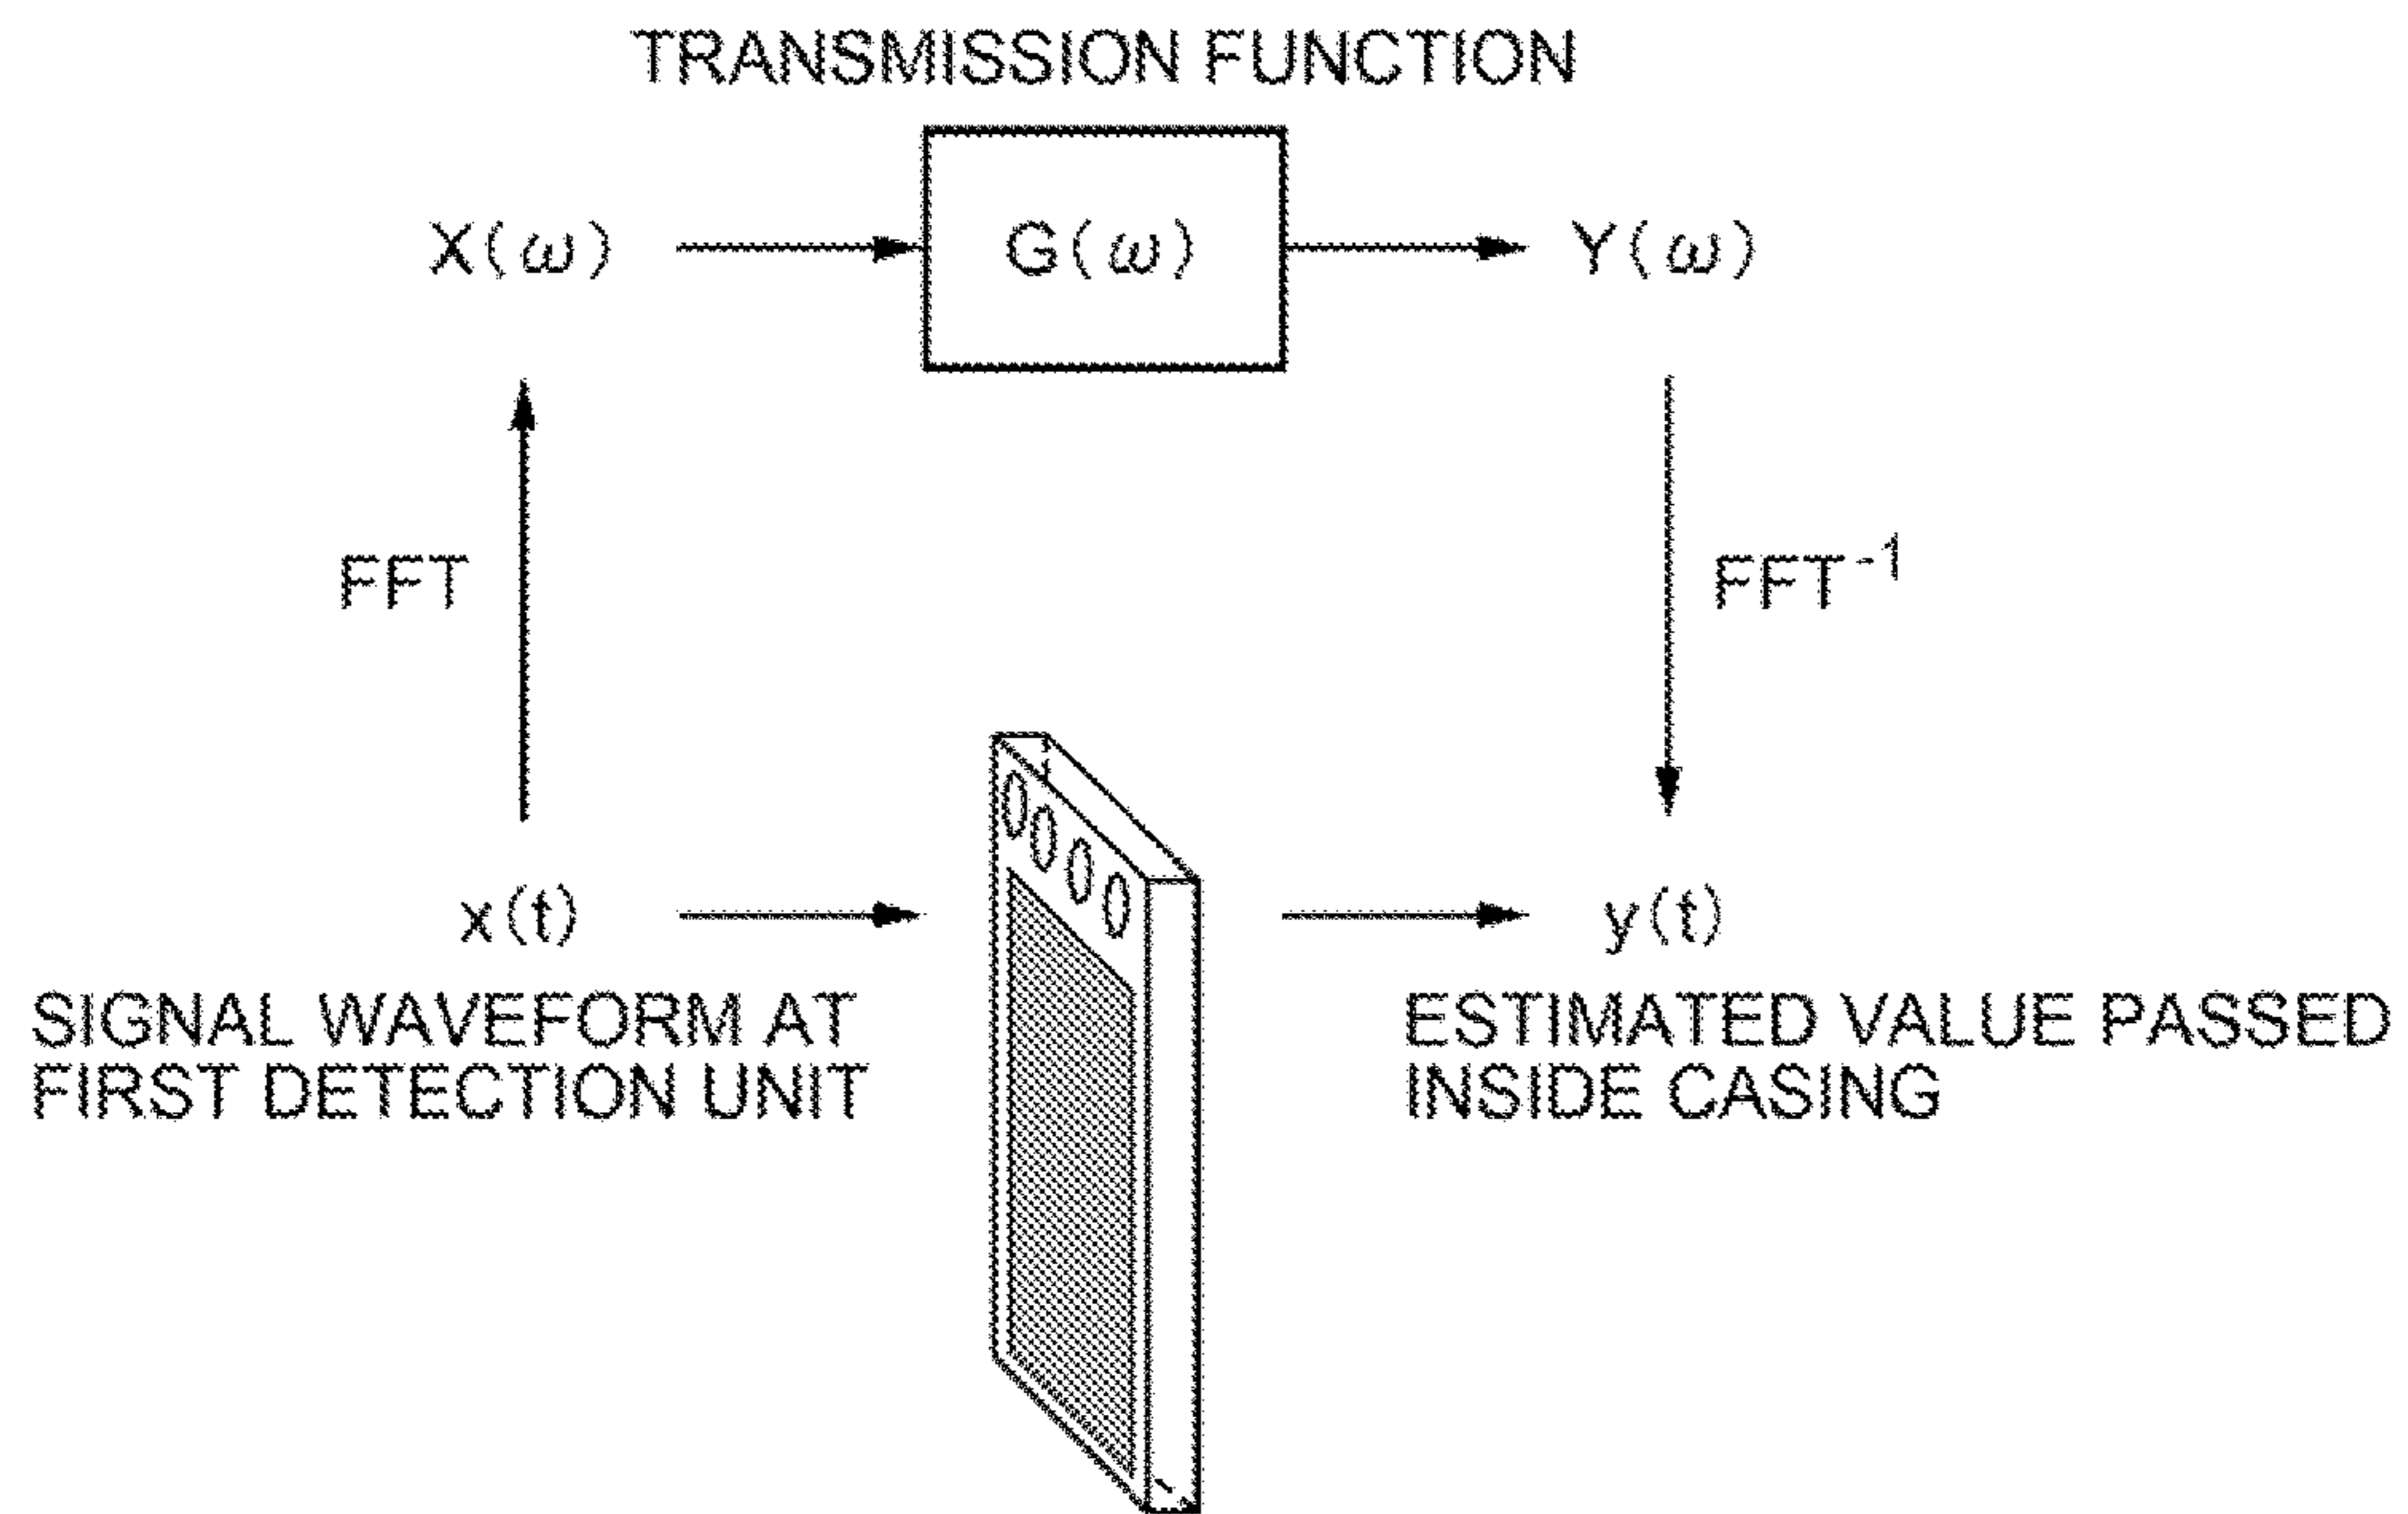 TRANSMISSION FUNCTION
X(ω)
G(ω)
Y(ω)
FFT
FFT⁻¹
x(t)
y(t)
SIGNAL WAVEFORM AT
FIRST DETECTION UNIT
ESTIMATED VALUE PASSED
INSIDE CASING